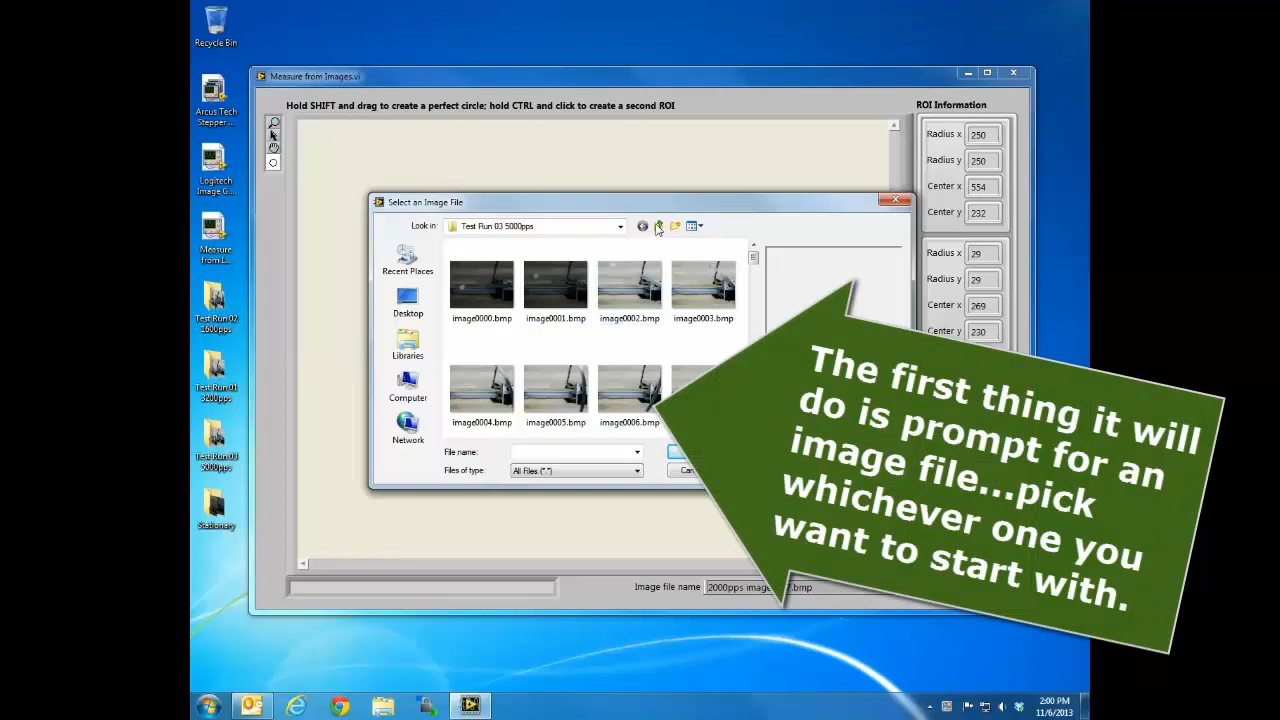 Recycle Bin
Arcus Tech
Stepper ...
Logitech
Image G...
Measure
Test Run 02
1600pps
Test Run 01
3200pps
Test Run 03
5000pps
Stationary
Measure from Images.vi
Hold SHIFT and drag to create a perfect circle; hold CTRL and click to create a second ROI
ROI Information
Radius x 250
Radius y 250
Center x 554
Center y 232
Radius x 29
Radius y 29
Center x 269
Center y 230
Select an Image File
Look in: Test Run 03 5000pps
Recent Places
Desktop
Libraries
Computer
Network
image0000.bmp image0001.bmp image0002.bmp image0003.bmp
image0004.bmp image0005.bmp image0006.bmp
File name:
Files of type: All Files (*.*)
Can
The first thing it will
do is prompt for an
image file...pick
whichever one you
want to start with.
Image file name 2000pps
2:00 PM
11/6/2013